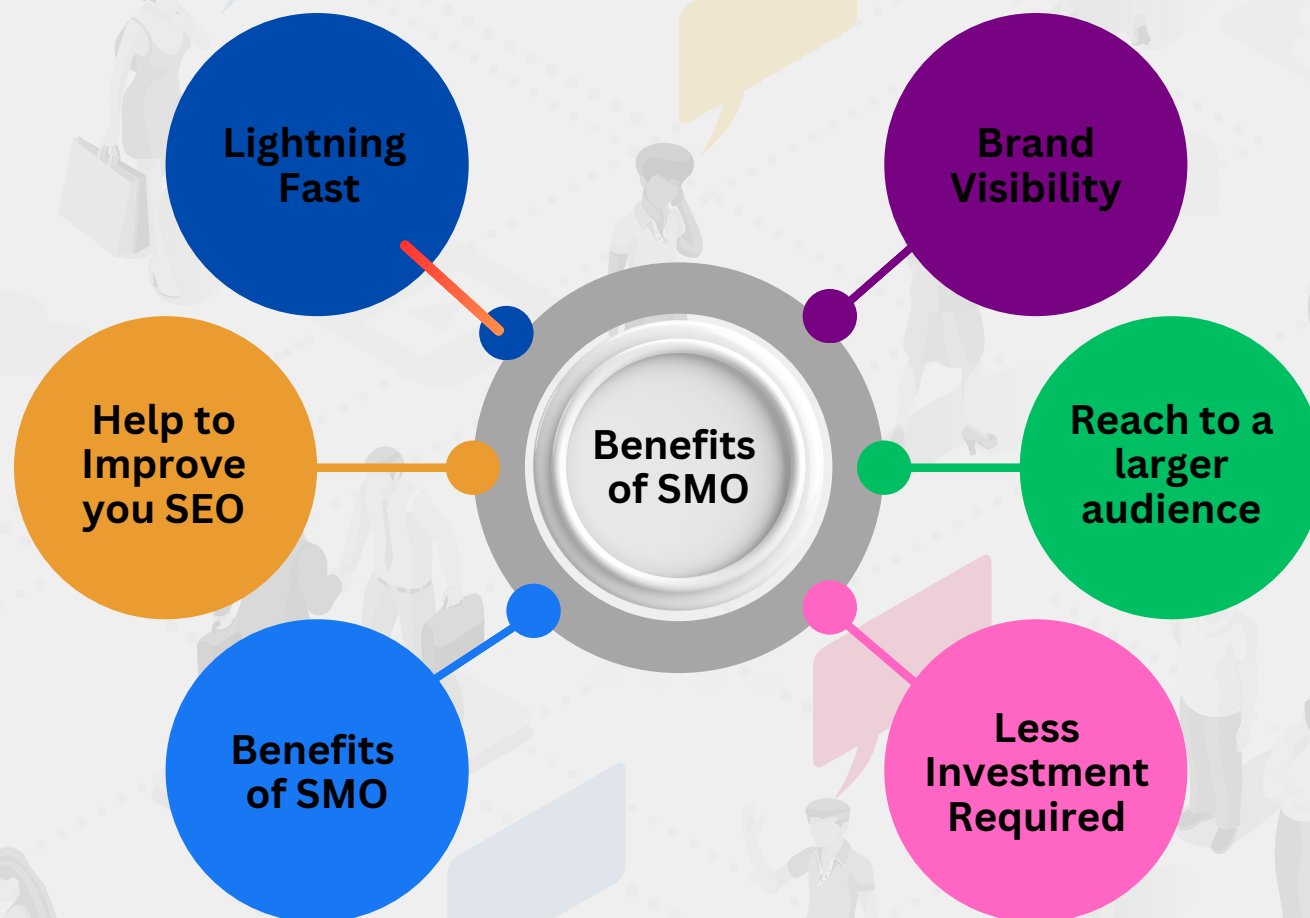 Lightning
Fast
Brand
Visibility
Help to
Improve
you SEO
Benefits
of SMO
Reach to a
larger
audience
Benefits
of SMO
Less
Investment
Required